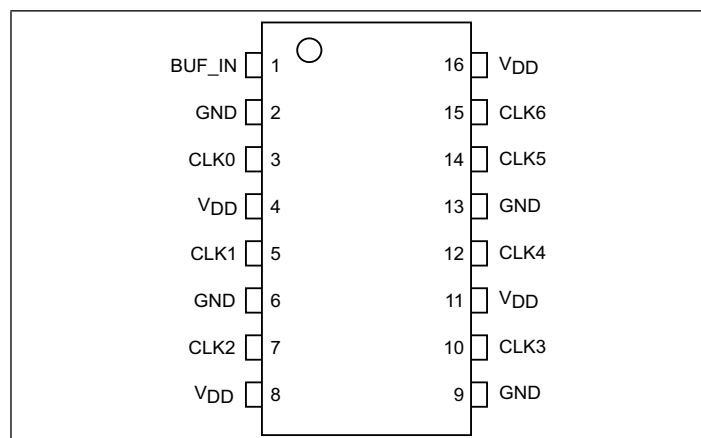 BUF_IN 1 16 VDD
GND 2 15 CLK6
CLK0 3 14 CLK5
VDD 4 13 GND
CLK1 5 12 CLK4
GND 6 11 VDD
CLK2 7 10 CLK3
VDD 8 9 GND